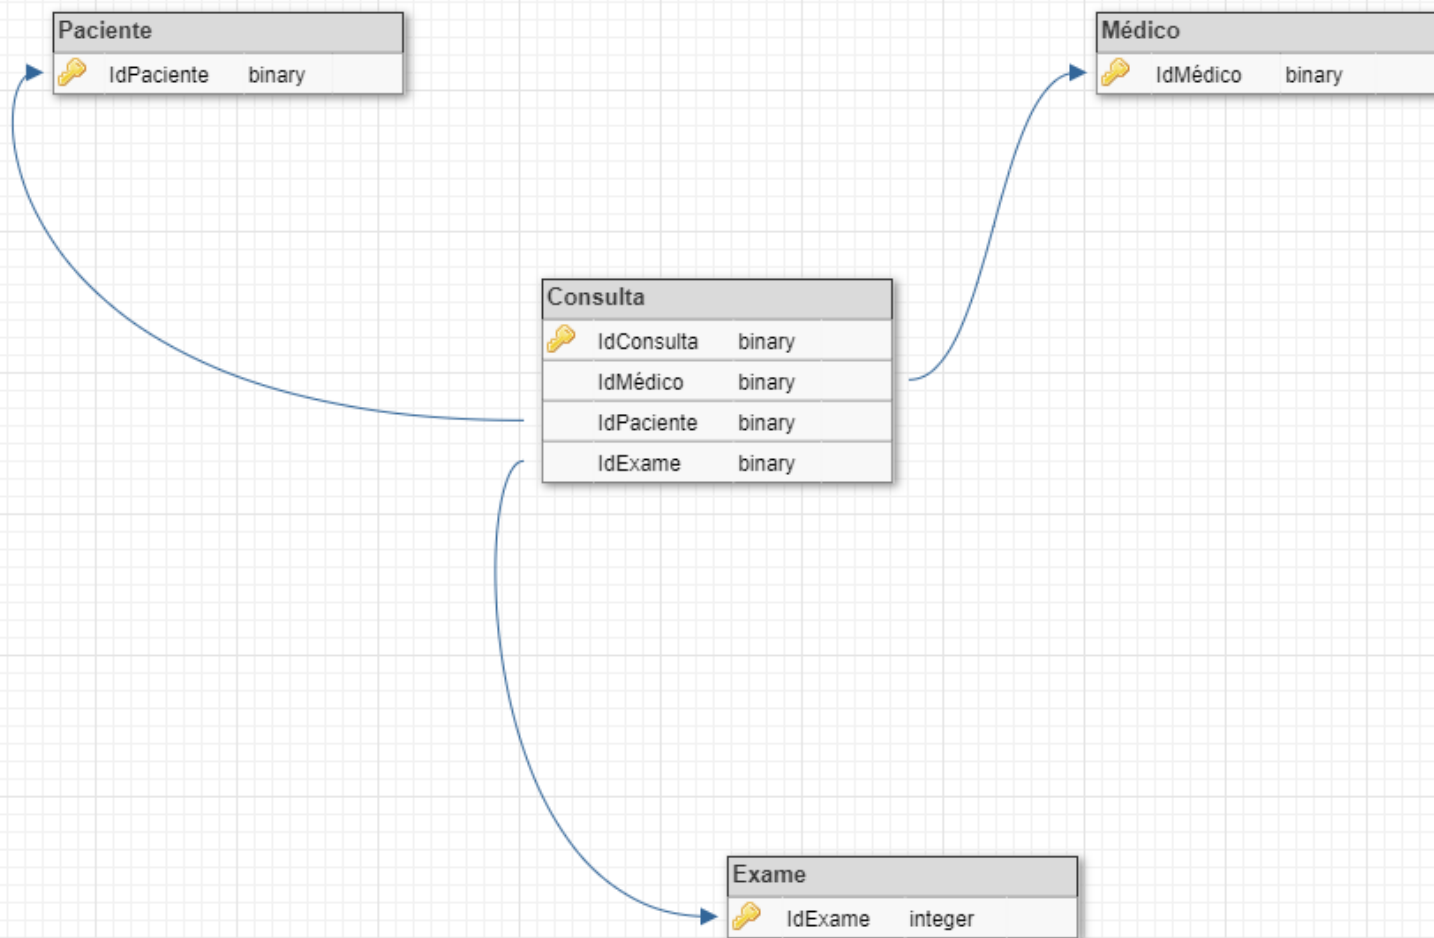 Paciente
IdPaciente binary
Médico
IdMédico binary
Consulta
IdConsulta binary
IdMédico binary
IdPaciente binary
IdExame binary
Exame
IdExame integer